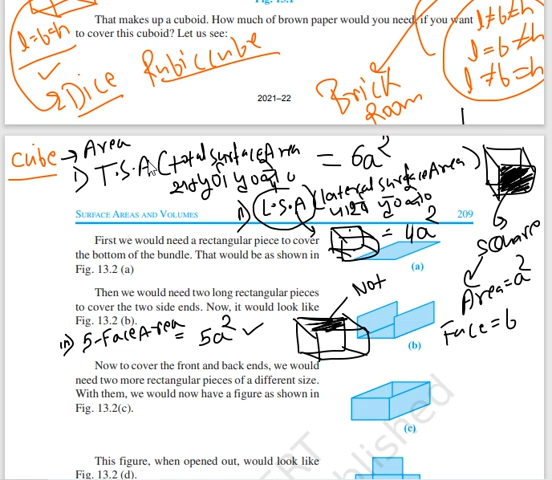 Fig. 13.1
That makes up a cuboid. How much of brown paper would you need, if you want
to cover this cuboid? Let us see:
l=b=h
Dice
Rubic cube
Brick
Room
l≠b=h
l=b≠h
l≠b=h
2021–22
Cube → Area
i) T.S.A (total surface Area = 6a²
ii) L.S.A (lateral surface Area)
= 4a²
SURFACE AREAS AND VOLUMES
209
First we would need a rectangular piece to cover
the bottom of the bundle. That would be as shown in
Fig. 13.2 (a)
(a)
square
Area = a²
Face = 6
Then we would need two long rectangular pieces
to cover the two side ends. Now, it would look like
Fig. 13.2 (b).
Not
(b)
iii) 5-Face Area = 5a²
Now to cover the front and back ends, we would
need two more rectangular pieces of a different size.
With them, we would now have a figure as shown in
Fig. 13.2(c).
(c)
This figure, when opened out, would look like
Fig. 13.2 (d).